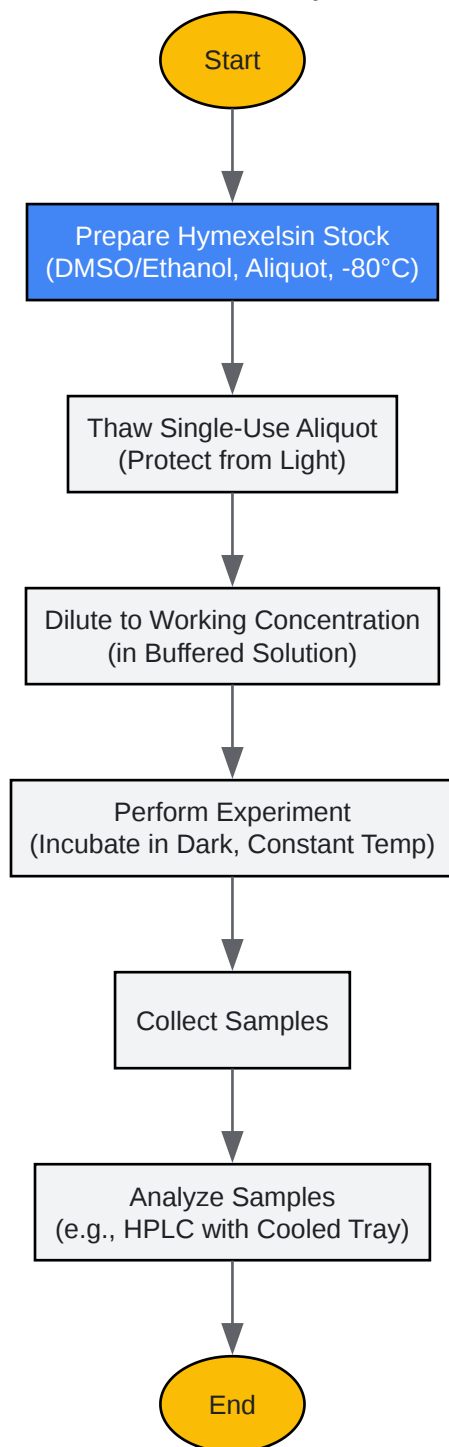 Start
Prepare Hymexelsin Stock
(DMSO/Ethanol, Aliquot, -80°C)
Thaw Single-Use Aliquot
(Protect from Light)
Dilute to Working Concentration
(in Buffered Solution)
Perform Experiment
(Incubate in Dark, Constant Temp)
Collect Samples
Analyze Samples
(e.g., HPLC with Cooled Tray)
End